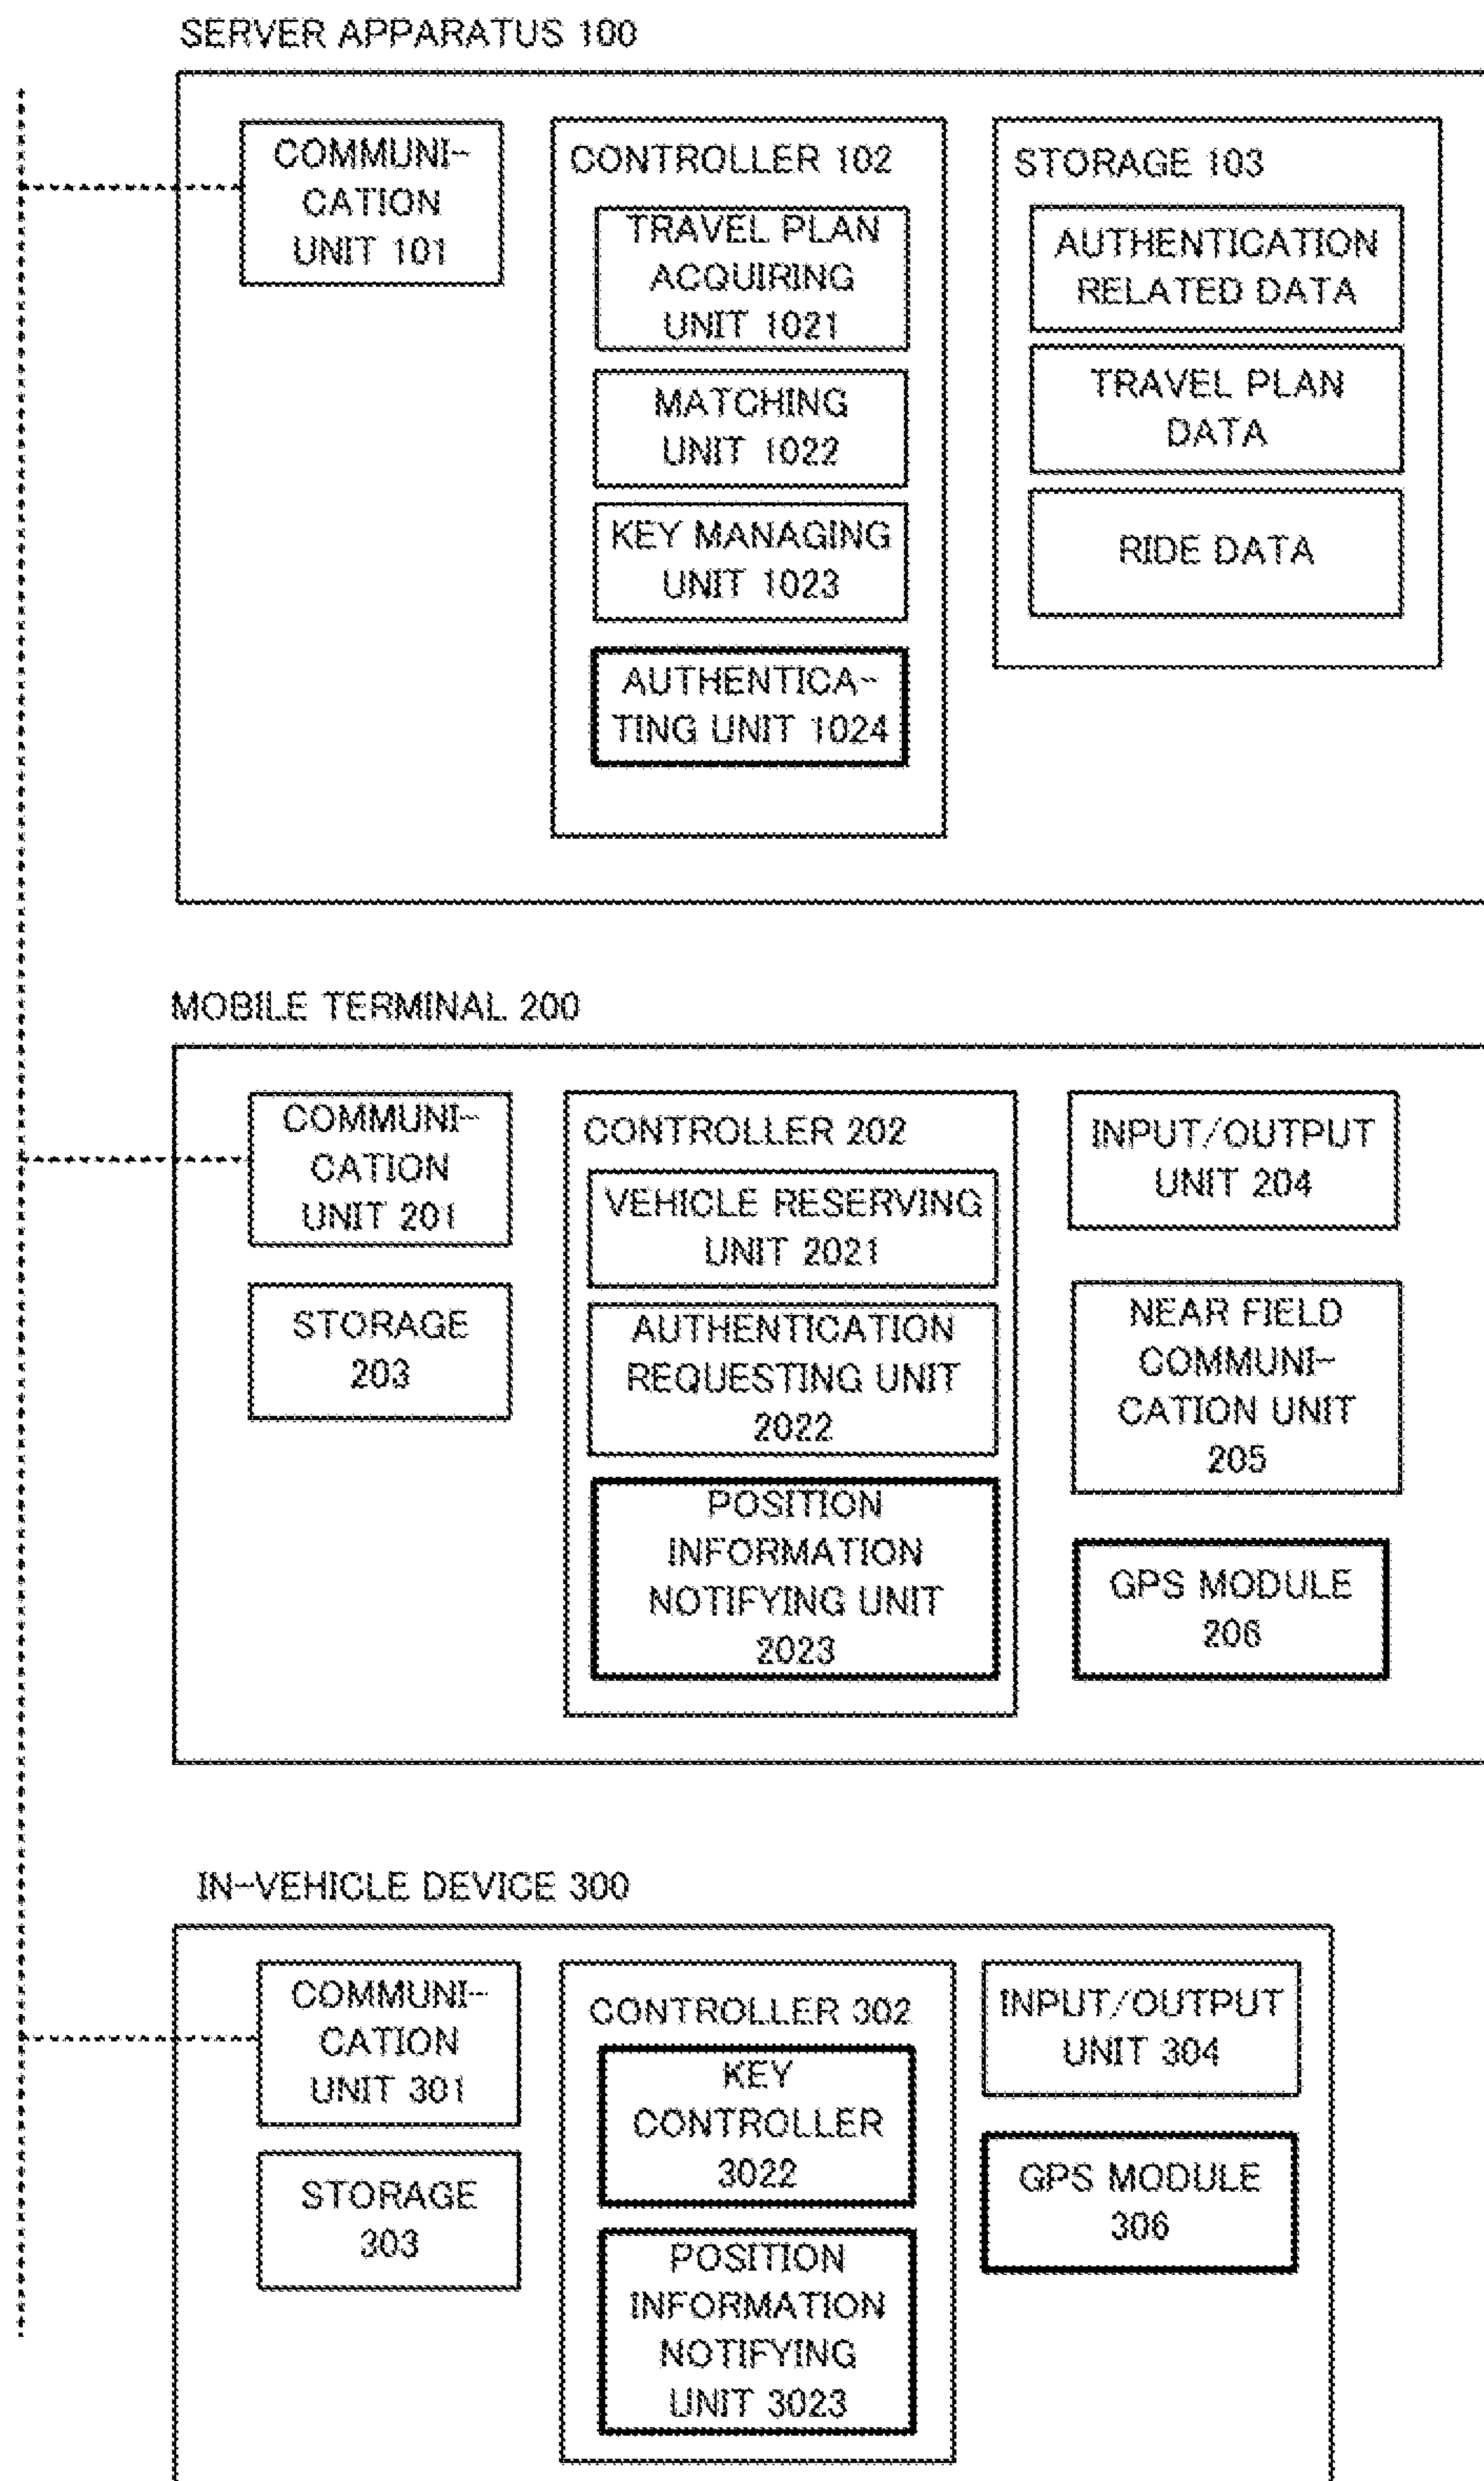 SERVER APPARATUS 100
COMMUNI-
CATION
UNIT 101
CONTROLLER 102
TRAVEL PLAN
ACQUIRING
UNIT 1021
MATCHING
UNIT 1022
KEY MANAGING
UNIT 1023
AUTHENTICA-
TING UNIT 1024
STORAGE 103
AUTHENTICATION
RELATED DATA
TRAVEL PLAN
DATA
RIDE DATA
MOBILE TERMINAL 200
COMMUNI-
CATION
UNIT 201
STORAGE
203
CONTROLLER 202
VEHICLE RESERVING
UNIT 2021
AUTHENTICATION
REQUESTING UNIT
2022
POSITION
INFORMATION
NOTIFYING UNIT
2023
INPUT/OUTPUT
UNIT 204
NEAR FIELD
COMMUNI-
CATION UNIT
205
GPS MODULE
206
IN-VEHICLE DEVICE 300
COMMUNI-
CATION
UNIT 301
STORAGE
303
CONTROLLER 302
KEY
CONTROLLER
3022
POSITION
INFORMATION
NOTIFYING
UNIT 3023
INPUT/OUTPUT
UNIT 304
GPS MODULE
306